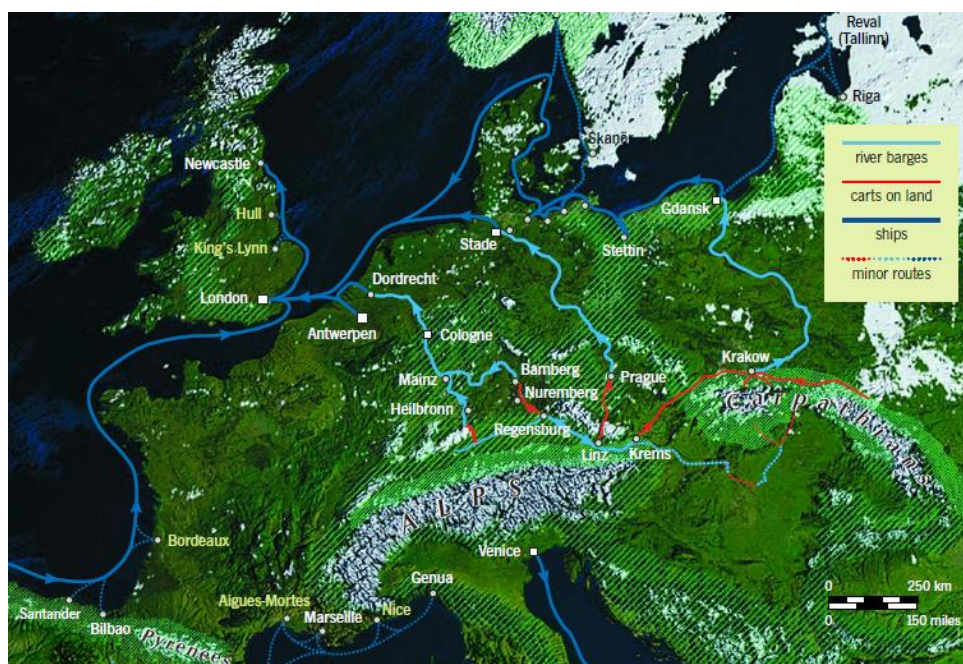 Reval
(Tallinn)
Riga
Skanör
Newcastle
Hull
King's Lynn
London
Stade
Stettin
Gdansk
Dordrecht
Antwerpen
Cologne
Mainz
Heilbronn
Bamberg
Nuremberg
Regensburg
Prague
Linz
Krems
Krakow
Carpathians
ALPS
Venice
Genua
Bordeaux
Aigues-Mortes
Marseille
Nice
Santander
Bilbao
Pyrenées
river barges
carts on land
ships
minor routes
0 250 km
0. 150 miles